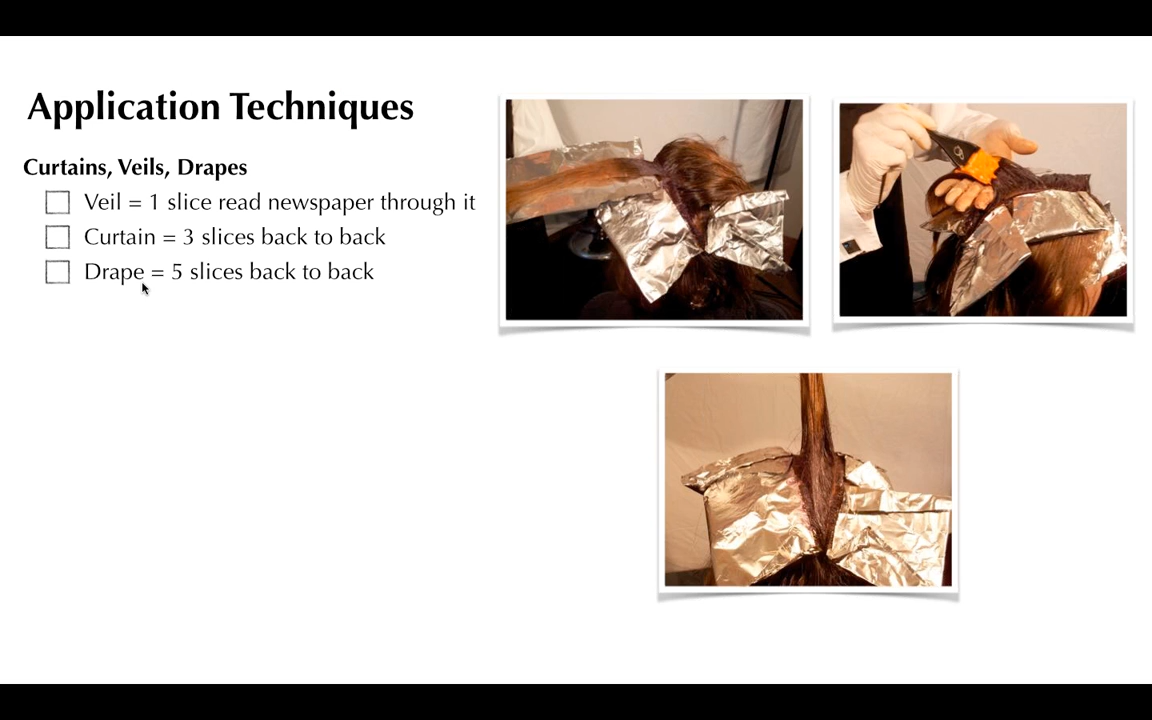 Application Techniques
Curtains, Veils, Drapes
Veil = 1 slice read newspaper through it
Curtain = 3 slices back to back
Drape = 5 slices back to back